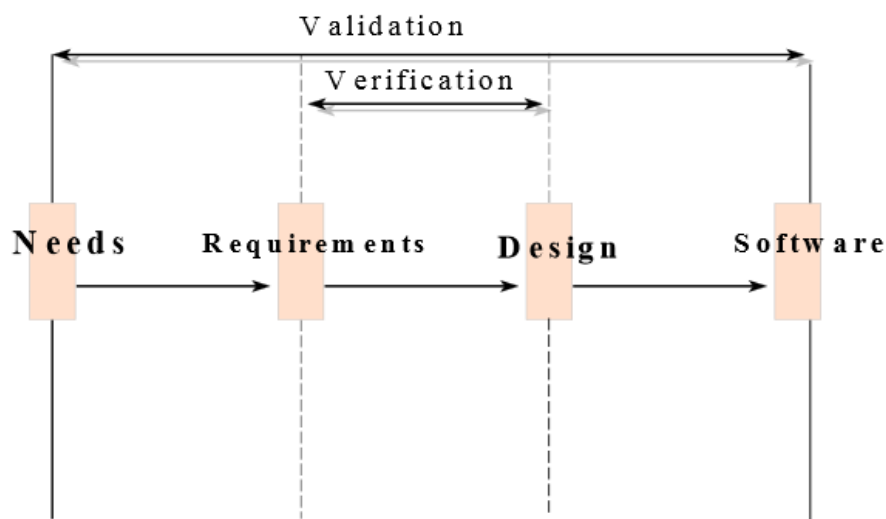 Validation
Verification
Needs
Requirements
Design
Software